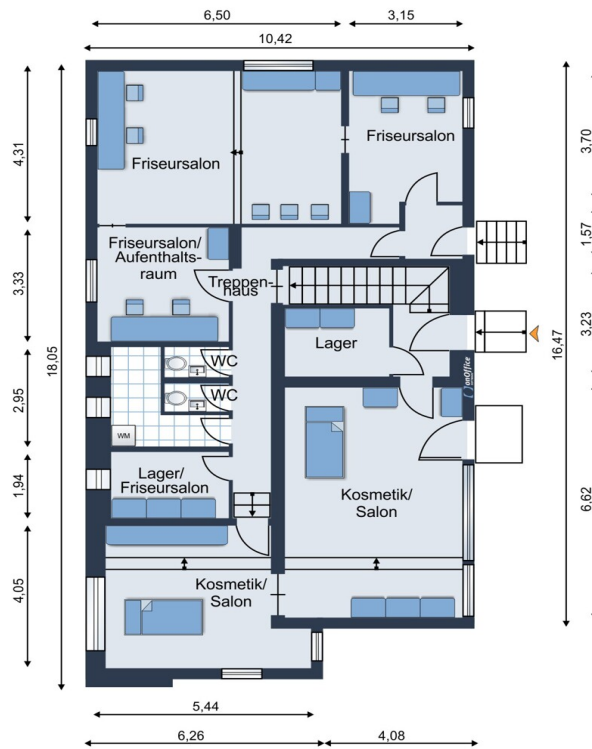 6,50
3,15
10,42
4,31
3,33
2,95
1,94
4,05
18,05
Friseursalon
Friseursalon
Friseursalon/
Aufenthalts-
raum
Treppen-
haus
WC
WC
Lager
WM
Lager/
Friseursalon
Kosmetik/
Salon
Kosmetik/
Salon
onOffice
16,47
3,70
1,57
3,23
6,62
5,44
6,26
4,08